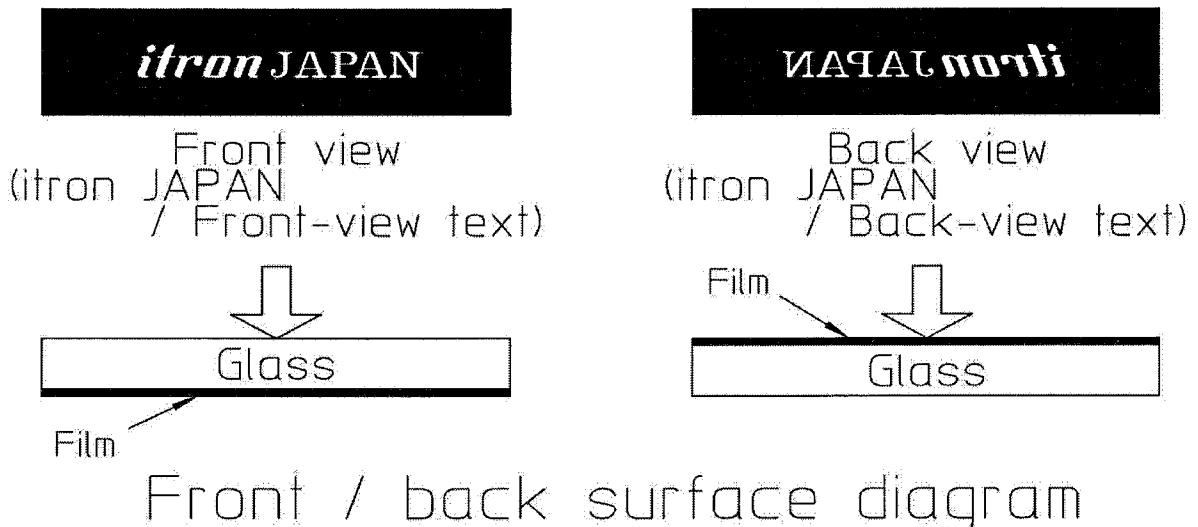 itron JAPAN
Front view
(itron JAPAN
/ Front-view text)
Glass
Film
itron JAPAN
Back view
(itron JAPAN
/ Back-view text)
Film
Glass
Front / back surface diagram